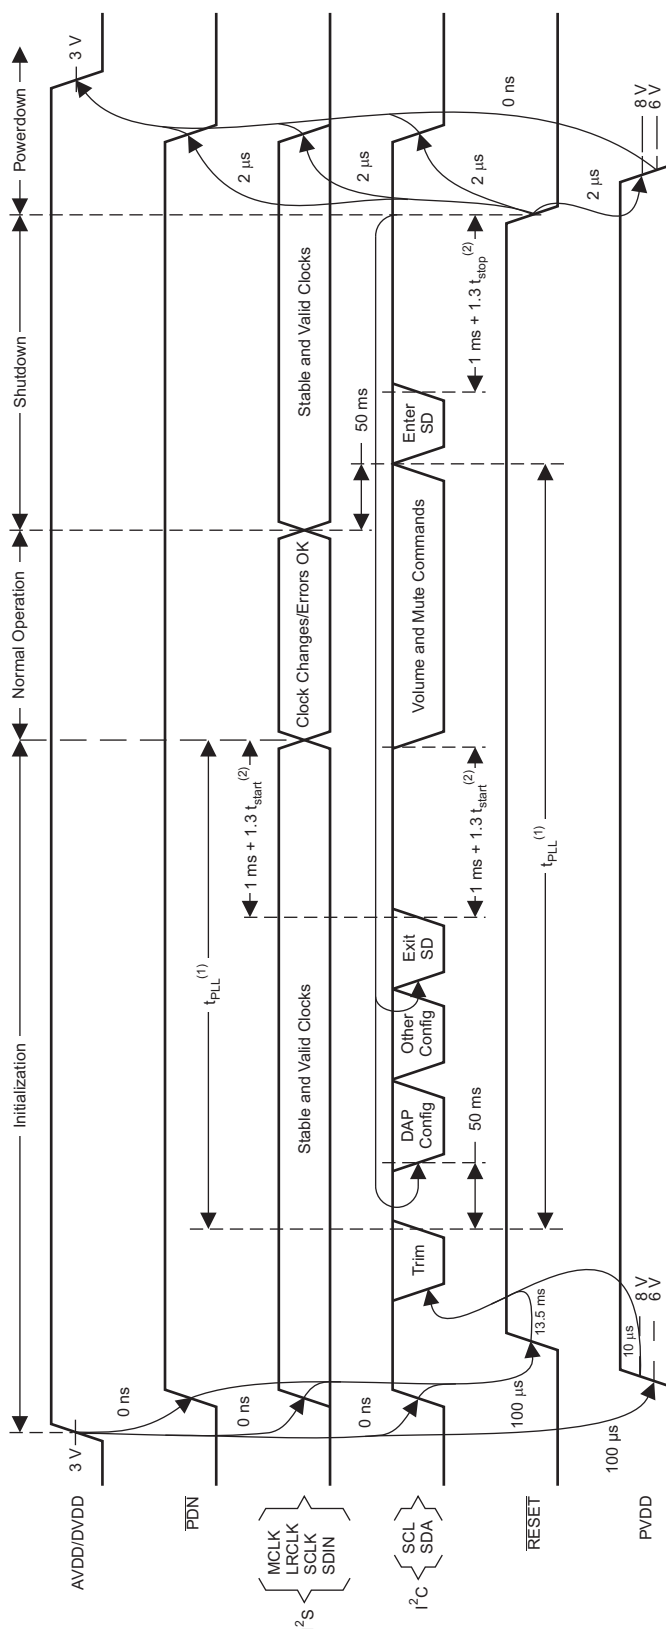 Initialization
Normal Operation
Shutdown
Powerdown
AVDD/DVDD
3 V
3 V
0 ns
PDN
t_PLL(1)
0 ns
2 µs
1 ms + 1.3 t_start(2)
I²S
MCLK
LRCLK
SCLK
SDIN
Stable and Valid Clocks
Clock Changes/Errors OK
Stable and Valid Clocks
0 ns
2 µs
50 ms
I²C
SCL
SDA
Trim
DAP
Config
Other
Config
Exit
SD
Volume and Mute Commands
Enter
SD
50 ms
1 ms + 1.3 t_start(2)
1 ms + 1.3 t_stop(2)
2 µs
0 ns
100 µs
RESET
13.5 ms
t_PLL(1)
2 µs
100 µs
10 µs
PVDD
8 V
6 V
8 V
6 V